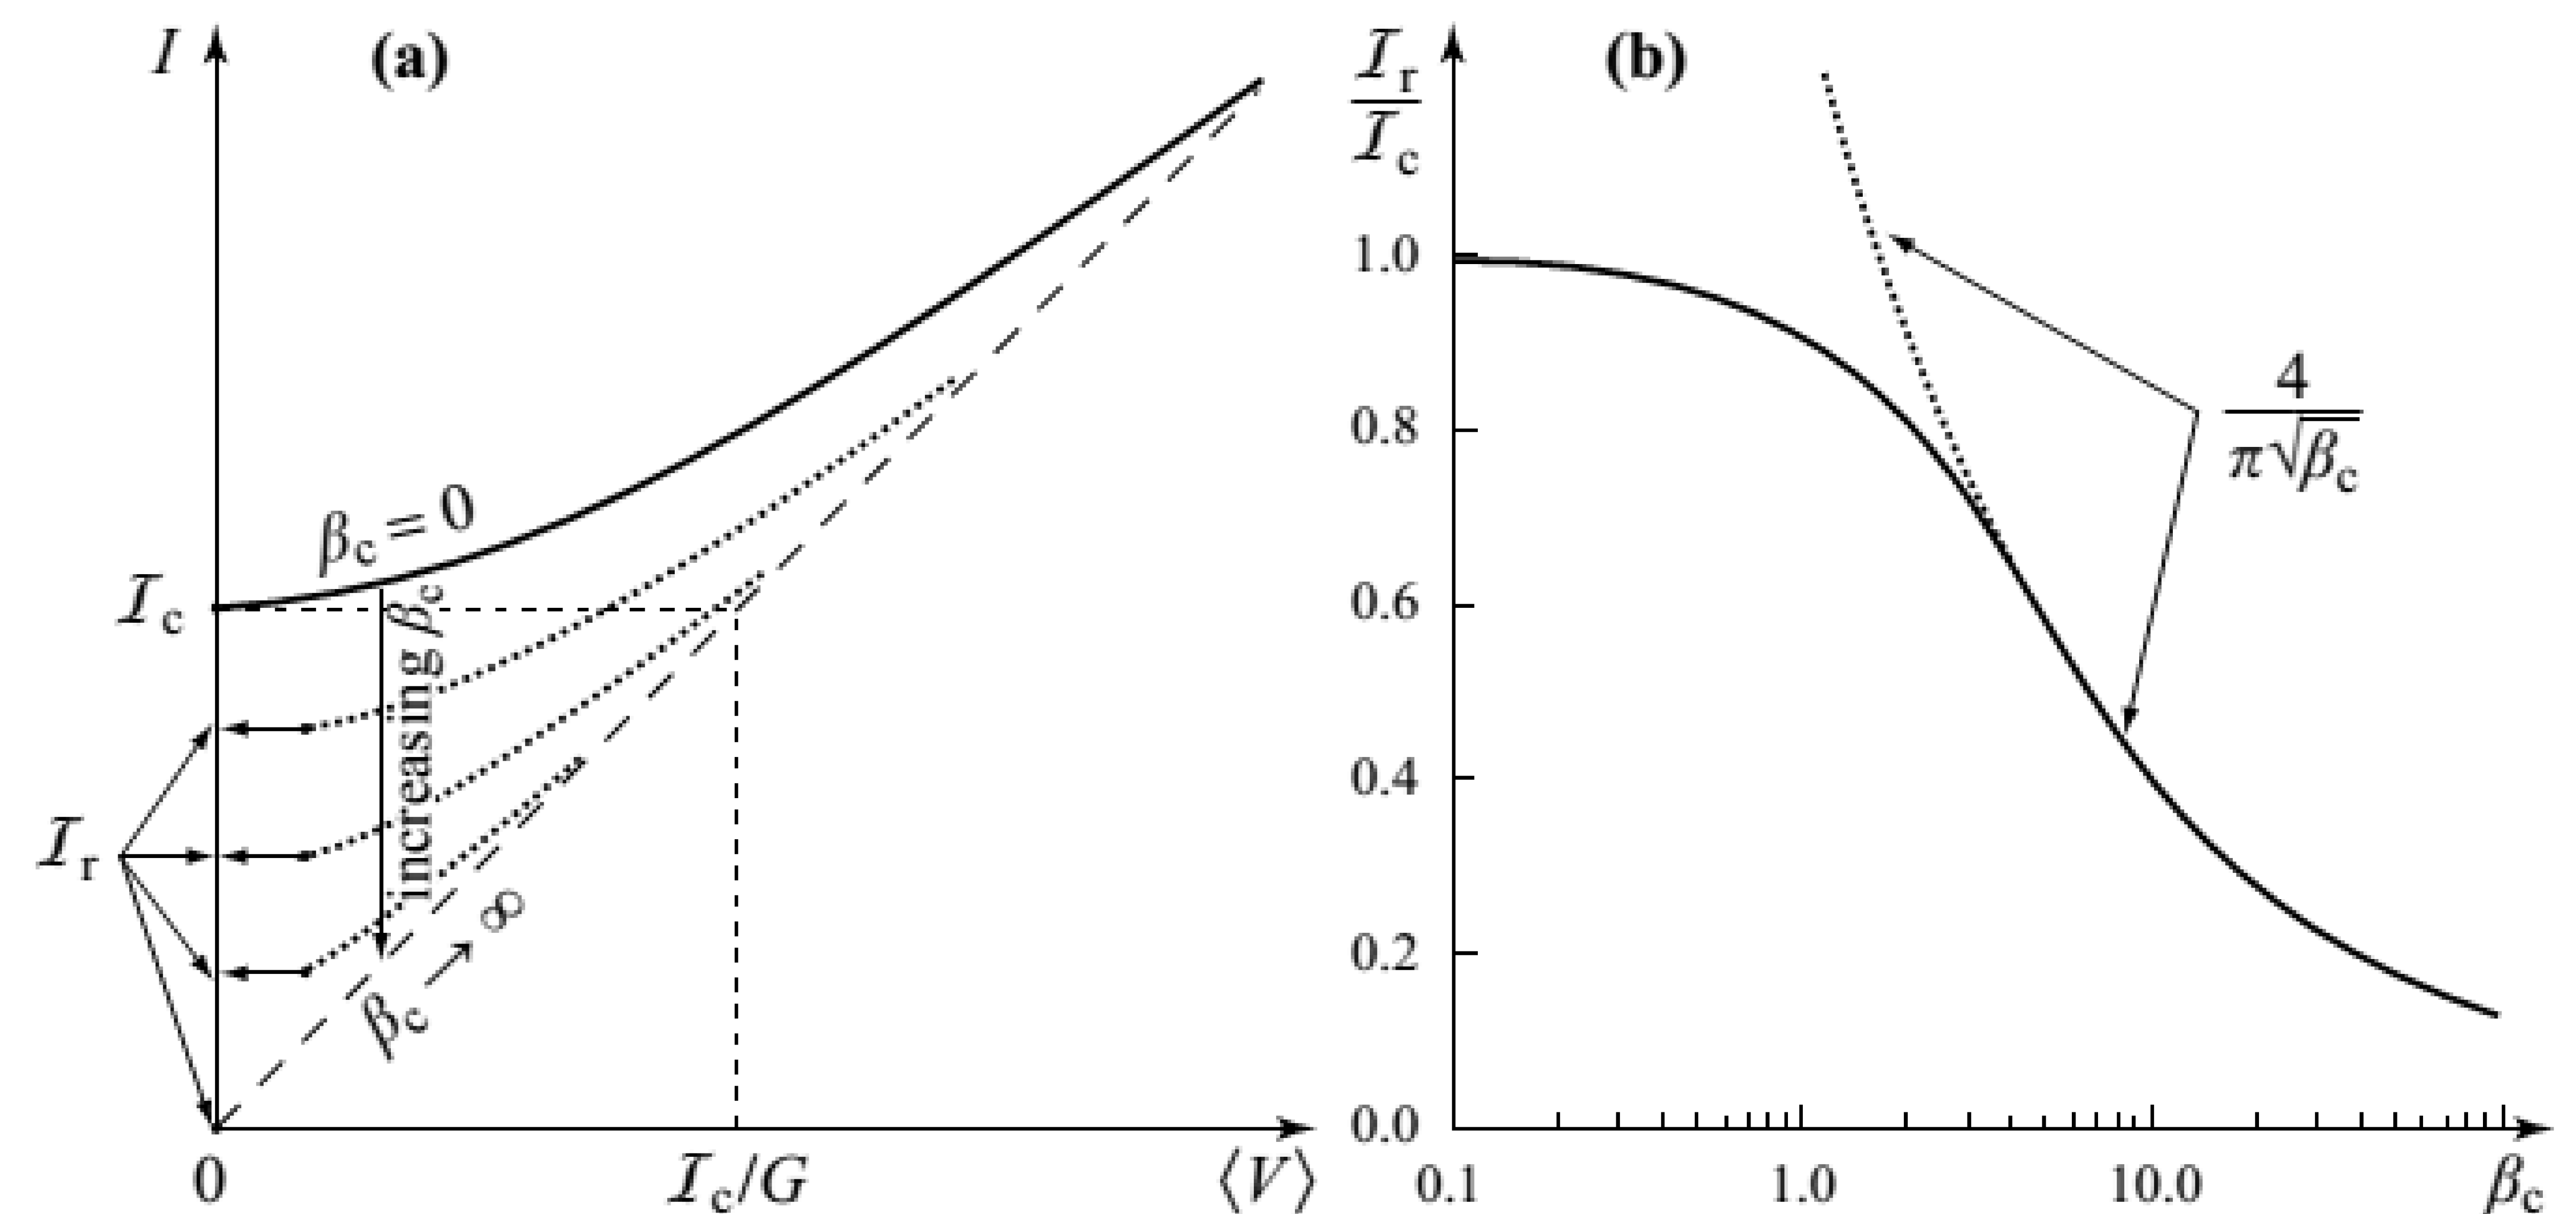 I
(a)
β_c = 0
I_c
increasing β_c
I_r
β_c → ∞
0
I_c/G
⟨V⟩
I_r
I_c
(b)
1.0
0.8
0.6
0.4
0.2
0.0
4
π√β_c
0.1
1.0
10.0
β_c